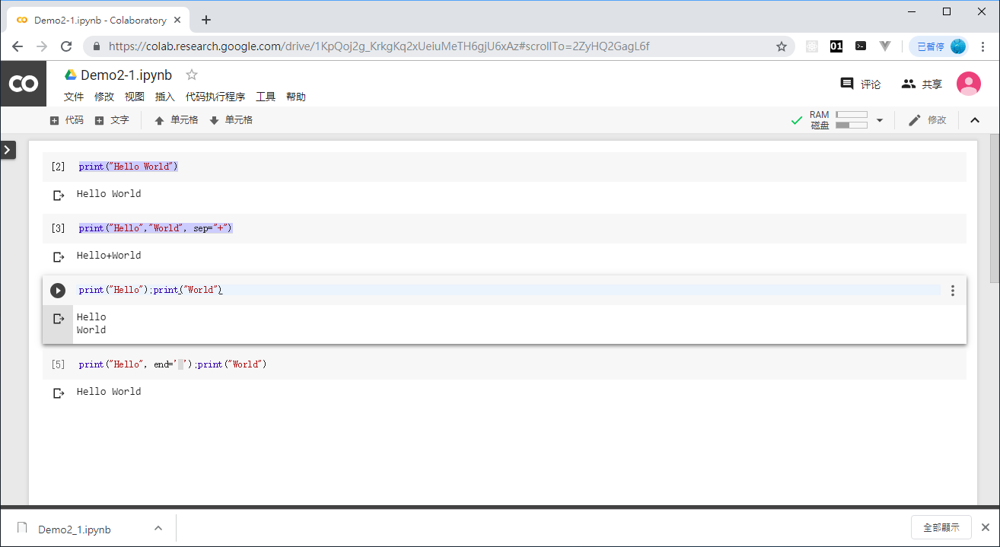 Demo2-1.ipynb - Colaboratory
https://colab.research.google.com/drive/1KpQoj2g_KrkgKq2xUeiuMeTH6gjU6xAz#scrollTo=2ZyHQ2GagL6f
01
已暫停
CO
Demo2-1.ipynb
文件 修改 视图 插入 代码执行程序 工具 帮助
评论 共享
代码 文字 单元格 单元格
RAM
磁盘
修改
[2] print("Hello World")
Hello World
[3] print("Hello","World", sep="+")
Hello+World
print("Hello");print("World")
Hello
World
[5] print("Hello", end=' ');print("World")
Hello World
Demo2_1.ipynb
全部顯示